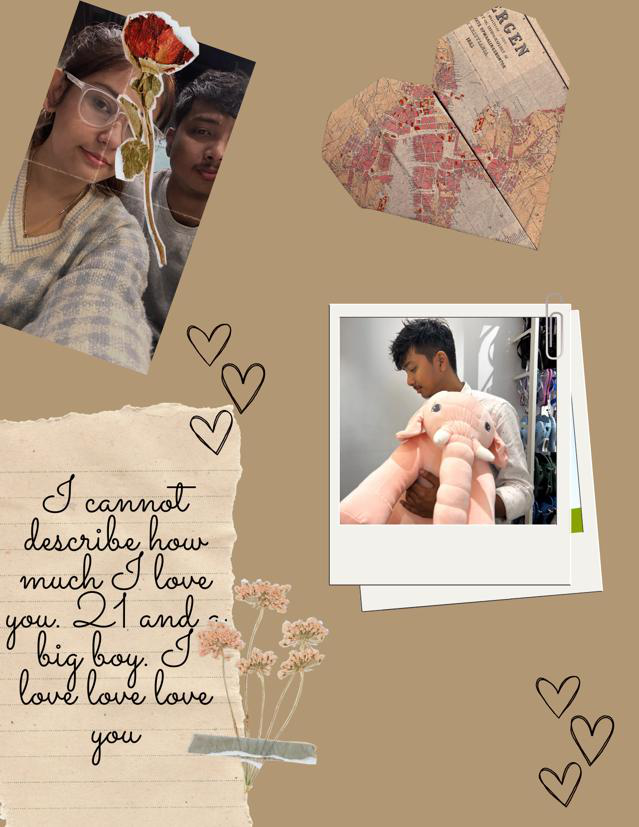 I cannot
describe how
much I love
you. 21 and a
big boy. I
love love love
you